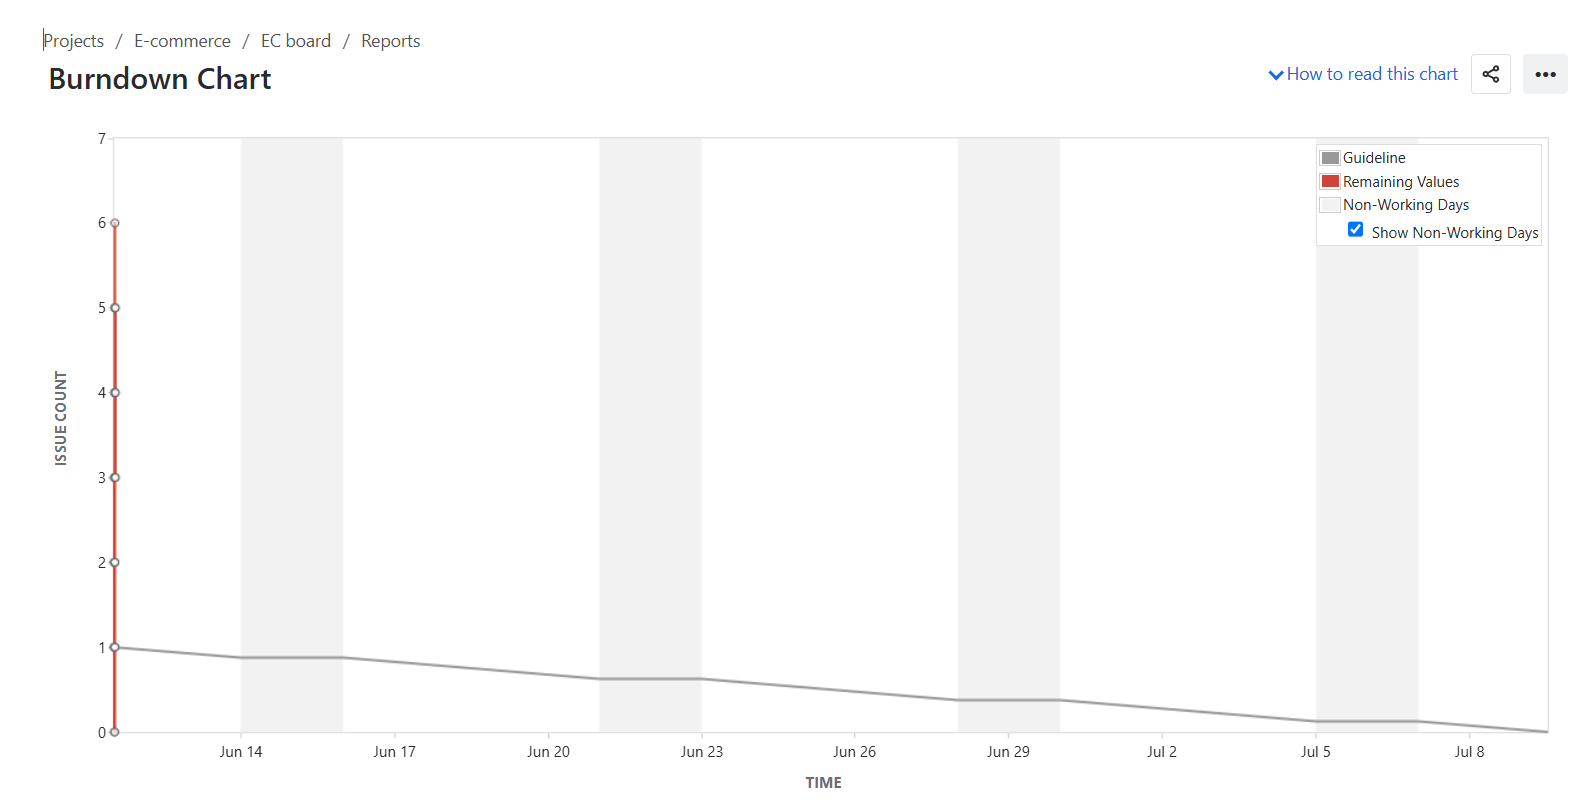 Projects / E-commerce / EC board / Reports
Burndown Chart
How to read this chart
7
6
5
4
3
2
1
0
ISSUE COUNT
Guideline
Remaining Values
Non-Working Days
Show Non-Working Days
Jun 14 Jun 17 Jun 20 Jun 23 Jun 26 Jun 29 Jul 2 Jul 5 Jul 8
TIME